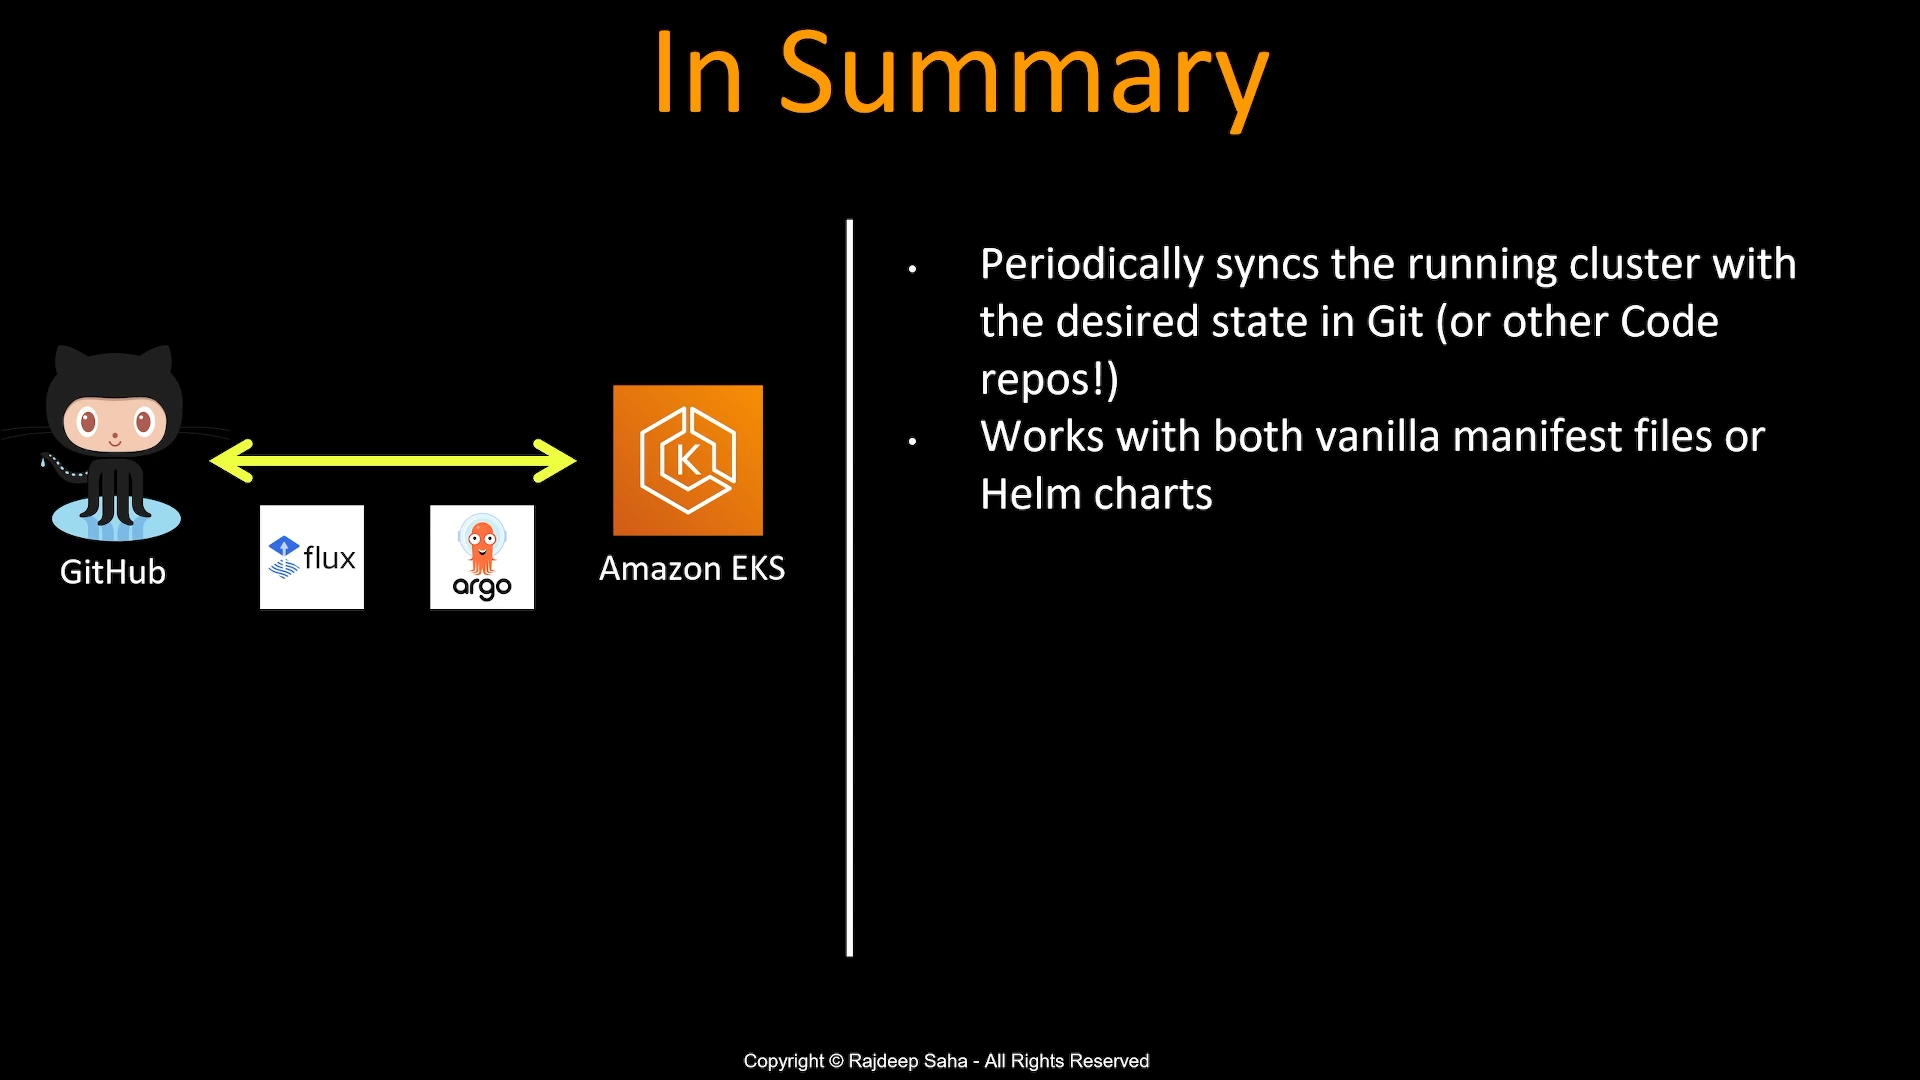 In Summary
• Periodically syncs the running cluster with
the desired state in Git (or other Code
repos!)
• Works with both vanilla manifest files or
Helm charts
GitHub
flux
argo
K
Amazon EKS
Copyright © Rajdeep Saha - All Rights Reserved